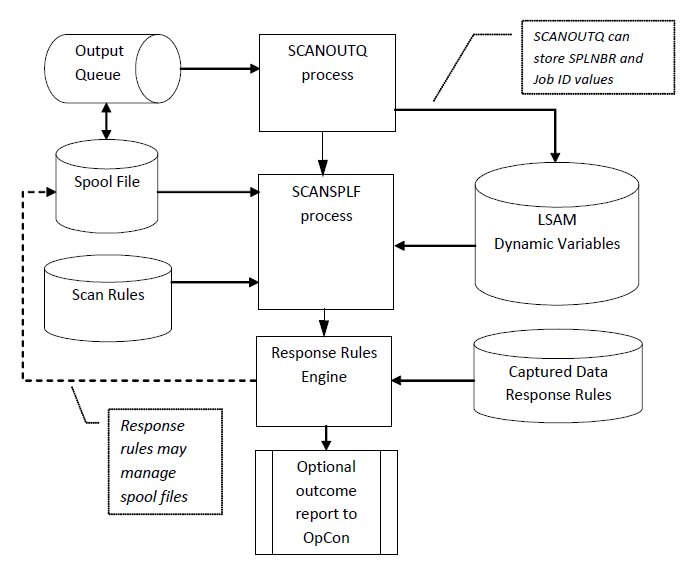 Output
Queue
SCANOUTQ
process
SCANOUTQ can
store SPLNBR and
Job ID values
Spool File
SCANSPLF
process
LSAM
Dynamic Variables
Scan Rules
Response Rules
Engine
Captured Data
Response Rules
Response
rules may
manage
spool files
Optional
outcome
report to
OpCon